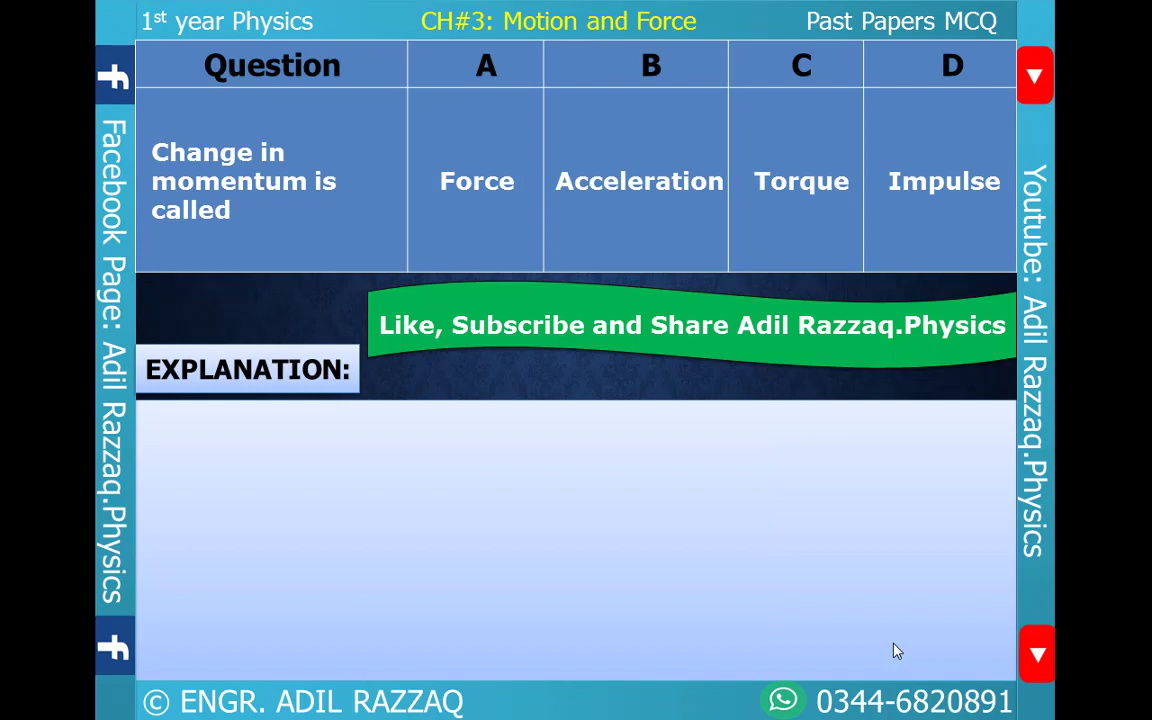 1st year Physics CH#3: Motion and Force Past Papers MCQ
Question A B C D
Change in
momentum is
called
Force Acceleration Torque Impulse
Like, Subscribe and Share Adil Razzaq.Physics
EXPLANATION:
Facebook Page: Adil Razzaq.Physics
Youtube: Adil Razzaq.Physics
© ENGR. ADIL RAZZAQ 0344-6820891